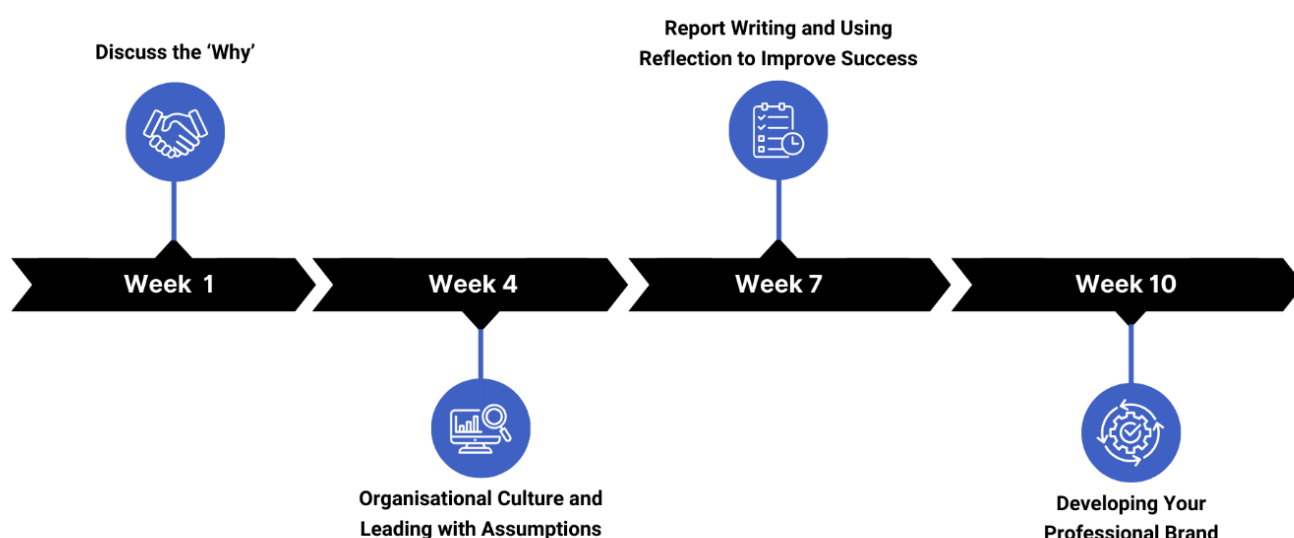 Discuss the ‘Why’
Report Writing and Using
Reflection to Improve Success
Week 1
Week 4
Week 7
Week 10
Organisational Culture and
Leading with Assumptions
Developing Your
Professional Brand